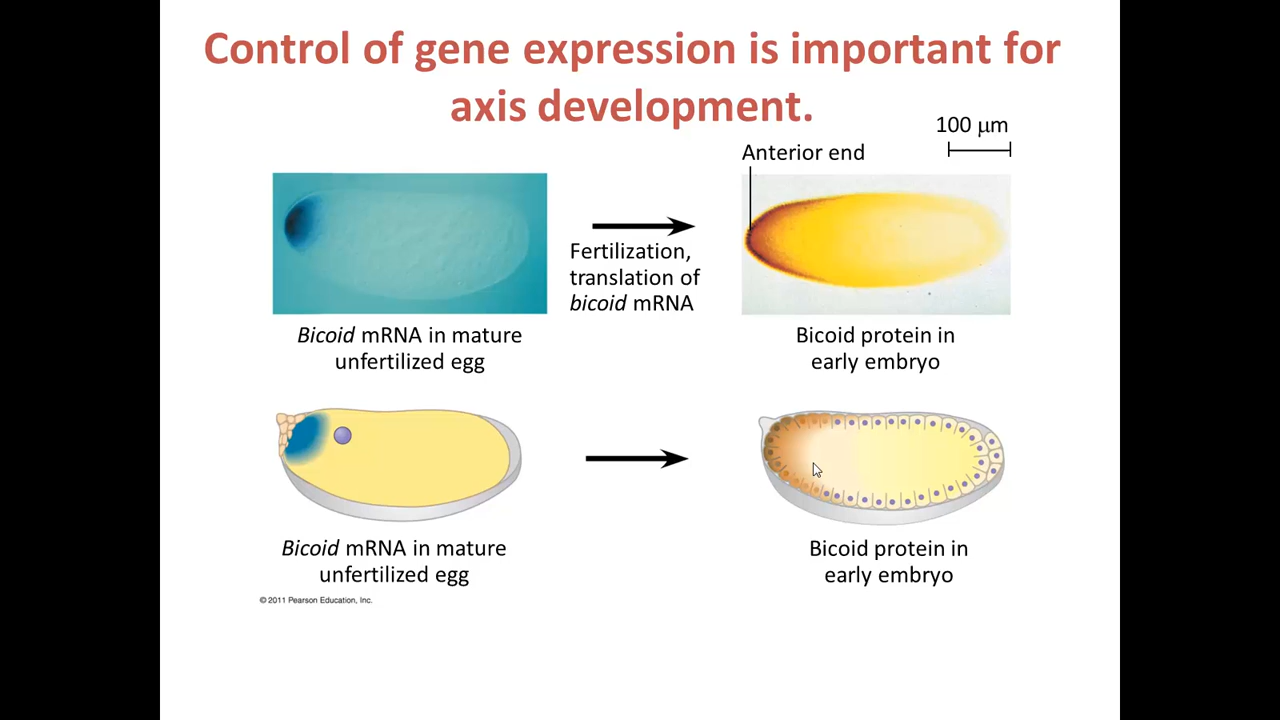 Control of gene expression is important for
axis development.
100 μm
Anterior end
Fertilization,
translation of
bicoid mRNA
Bicoid mRNA in mature
unfertilized egg
Bicoid protein in
early embryo
Bicoid mRNA in mature
unfertilized egg
Bicoid protein in
early embryo
© 2011 Pearson Education, Inc.